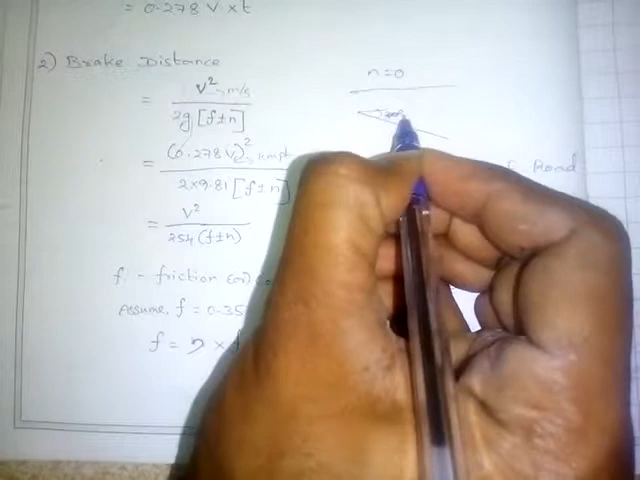 = 0.278 V x t
2) Brake Distance
n = 0
= V² → m/s / 2g [f ± n]
= (0.278 V)² → kmph / 2×9.81 [f ± n]
Road
= V² / 254 (f ± n)
f - friction (or)
Assume, f = 0.35
f = η ×